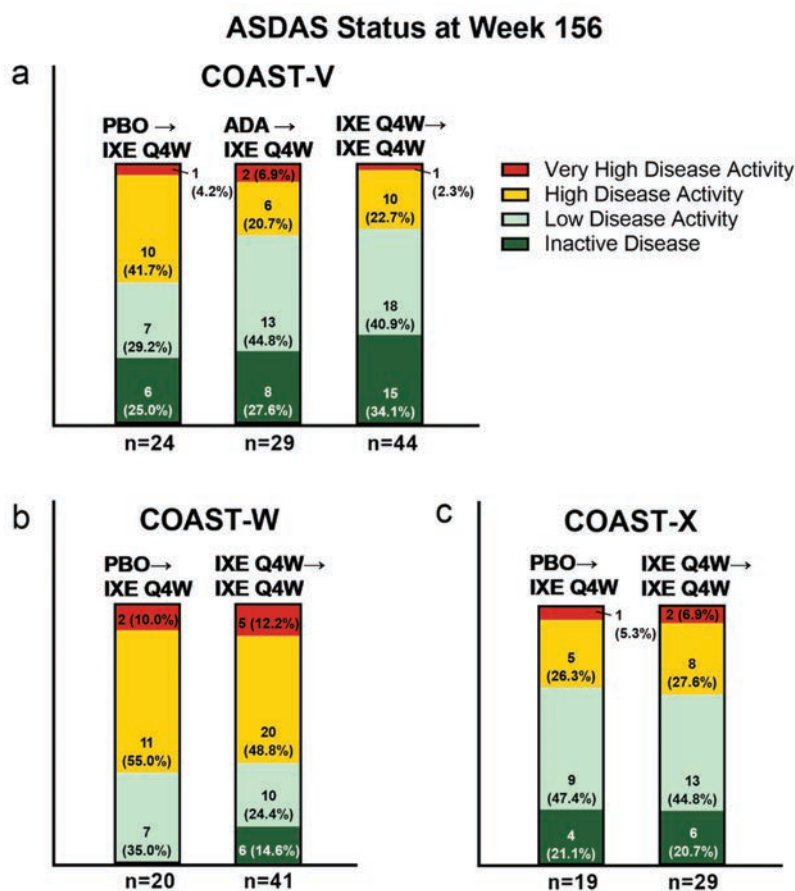 ASDAS Status at Week 156
a
COAST-V
PBO →
IXE Q4W
ADA →
IXE Q4W
IXE Q4W→
IXE Q4W
1
(4.2%)
10
(41.7%)
7
(29.2%)
6
(25.0%)
n=24
2 (6.9%)
6
(20.7%)
13
(44.8%)
8
(27.6%)
n=29
1
(2.3%)
10
(22.7%)
18
(40.9%)
15
(34.1%)
n=44
Very High Disease Activity
High Disease Activity
Low Disease Activity
Inactive Disease
b
COAST-W
PBO→
IXE Q4W
IXE Q4W→
IXE Q4W
2 (10.0%)
11
(55.0%)
7
(35.0%)
n=20
5 (12.2%)
20
(48.8%)
10
(24.4%)
6 (14.6%)
n=41
c
COAST-X
PBO→
IXE Q4W
IXE Q4W→
IXE Q4W
1
(5.3%)
5
(26.3%)
9
(47.4%)
4
(21.1%)
n=19
2 (6.9%)
8
(27.6%)
13
(44.8%)
6
(20.7%)
n=29